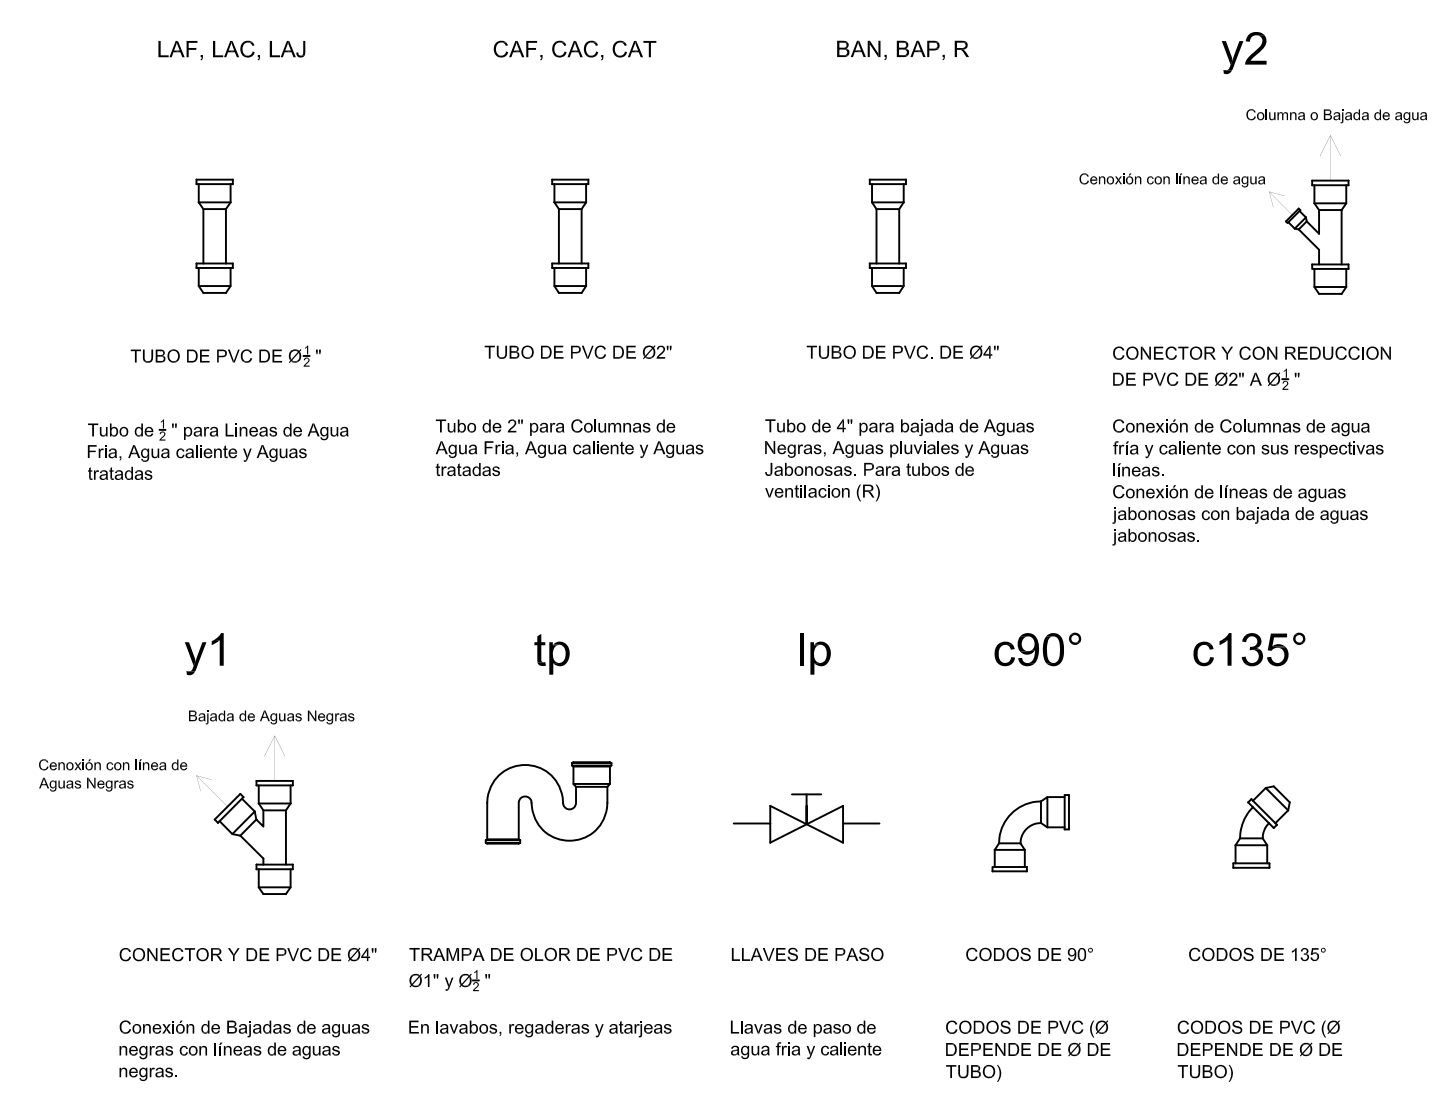 LAF, LAC, LAJ
CAF, CAC, CAT
BAN, BAP, R
y2
Columna o Bajada de agua
Cenoxión con línea de agua
TUBO DE PVC DE Ø½"
TUBO DE PVC DE Ø2"
TUBO DE PVC. DE Ø4"
CONECTOR Y CON REDUCCION
DE PVC DE Ø2" A Ø½"
Tubo de ½" para Lineas de Agua
Fria, Agua caliente y Aguas
tratadas
Tubo de 2" para Columnas de
Agua Fria, Agua caliente y Aguas
tratadas
Tubo de 4" para bajada de Aguas
Negras, Aguas pluviales y Aguas
Jabonosas. Para tubos de
ventilacion (R)
Conexión de Columnas de agua
fría y caliente con sus respectivas
líneas.
Conexión de líneas de aguas
jabonosas con bajada de aguas
jabonosas.
y1
tp
lp
c90°
c135°
Bajada de Aguas Negras
Cenoxión con línea de
Aguas Negras
CONECTOR Y DE PVC DE Ø4"
TRAMPA DE OLOR DE PVC DE
Ø1" y Ø½"
LLAVES DE PASO
CODOS DE 90°
CODOS DE 135°
Conexión de Bajadas de aguas
negras con líneas de aguas
negras.
En lavabos, regaderas y atarjeas
Llavas de paso de
agua fria y caliente
CODOS DE PVC (Ø
DEPENDE DE Ø DE
TUBO)
CODOS DE PVC (Ø
DEPENDE DE Ø DE
TUBO)